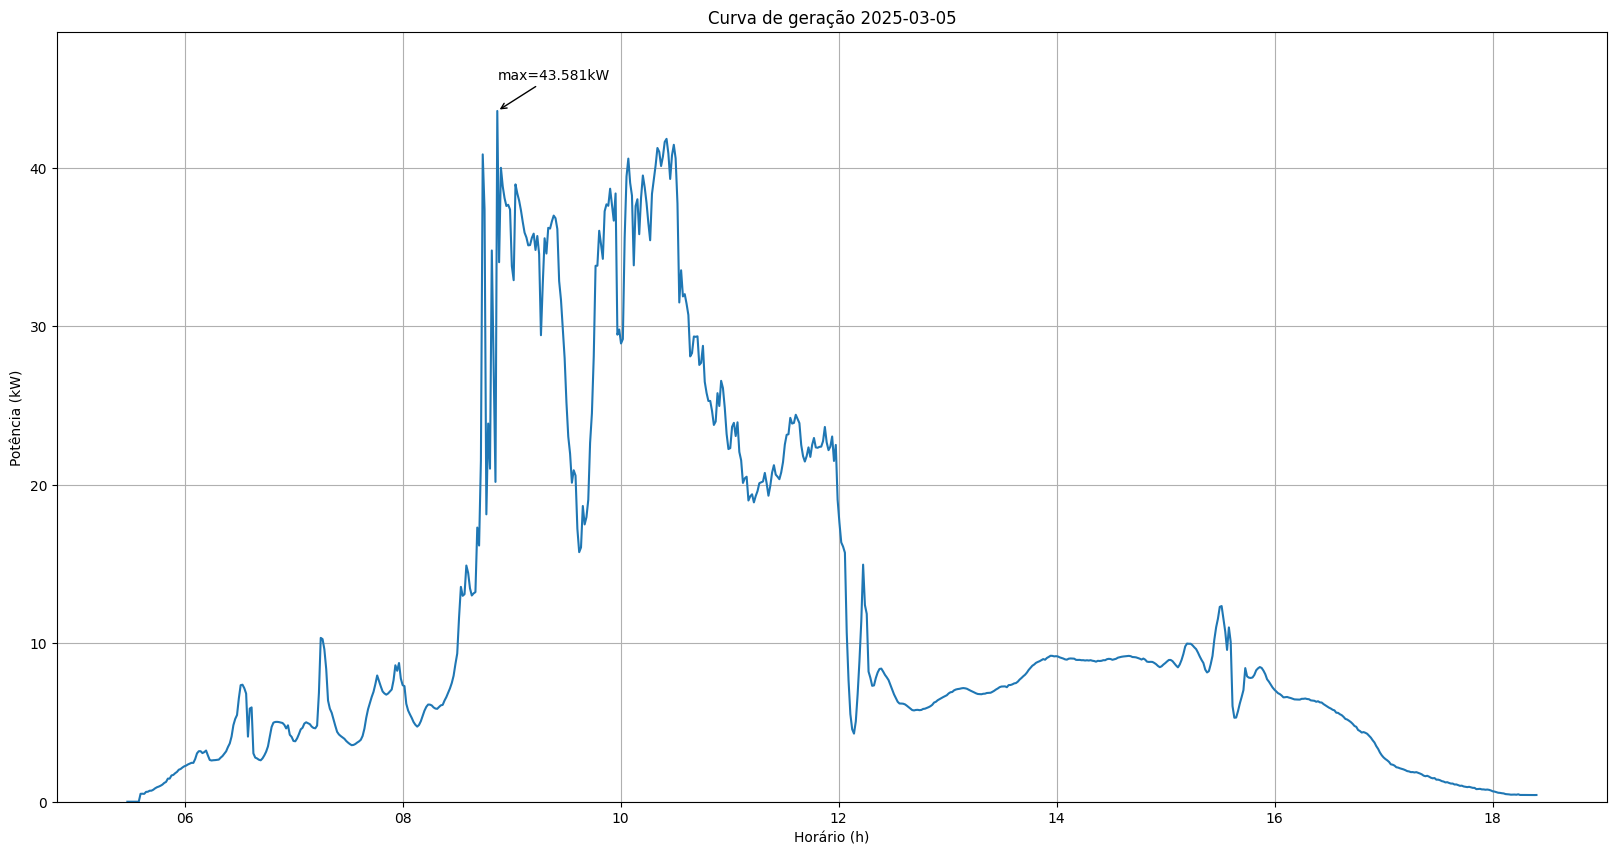 Curva de geração 2025-03-05
max=43.581kW
Potência (kW)
40
30
20
10
0
06 08 10 12 14 16 18
Horário (h)